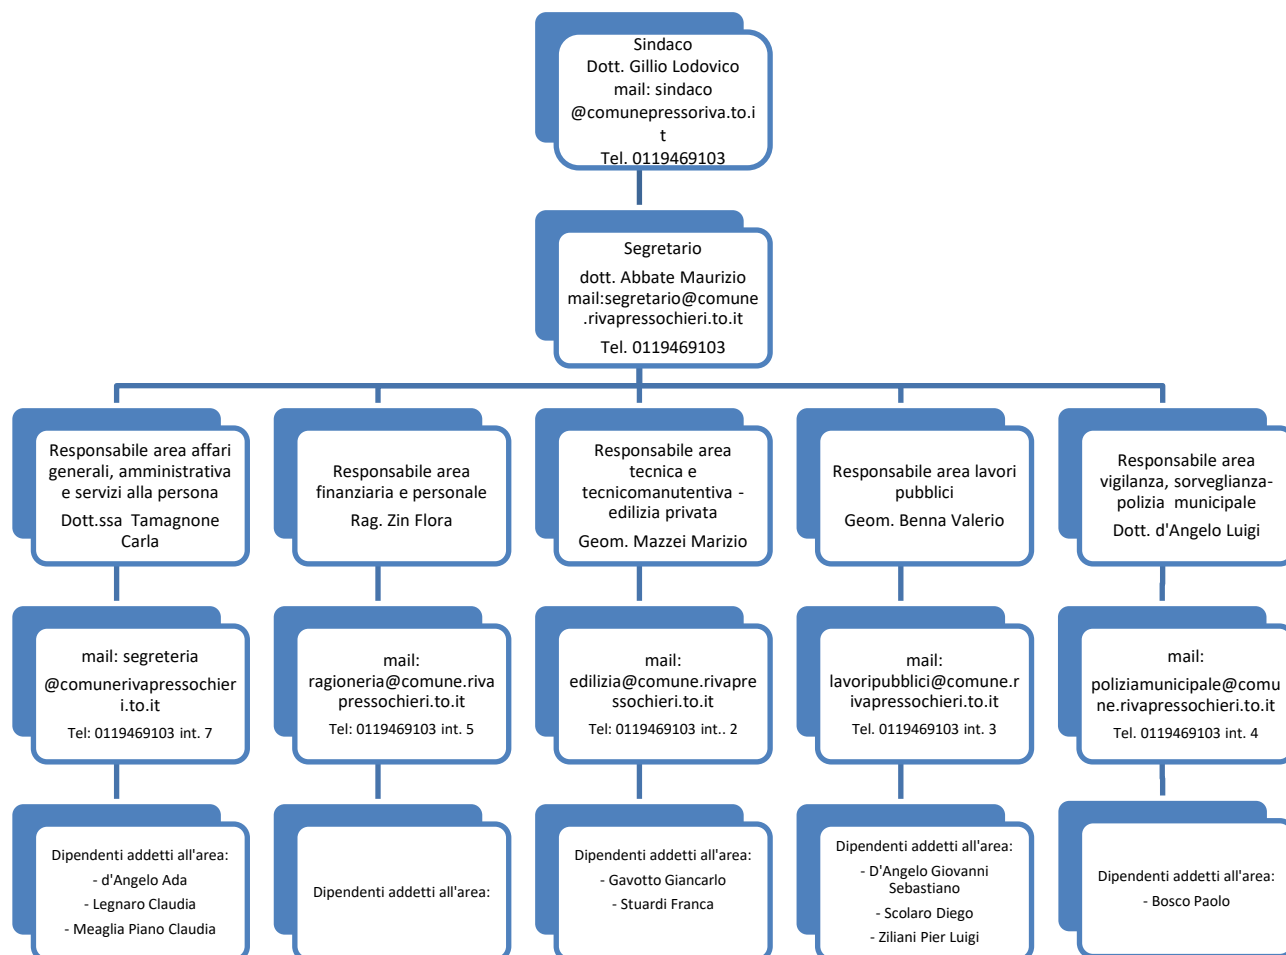 Sindaco
Dott. Gillio Lodovico
mail: sindaco
@comunepressoriva.to.i
t
Tel. 0119469103
Segretario
dott. Abbate Maurizio
mail:segretario@comune
.rivapressochieri.to.it
Tel. 0119469103
Responsabile area affari
generali, amministrativa
e servizi alla persona
Dott.ssa  Tamagnone
Carla
Responsabile area
finanziaria e personale
Rag. Zin Flora
Responsabile area
tecnica e
tecnicomanutentiva -
edilizia privata
Geom. Mazzei Marizio
Responsabile area lavori
pubblici
Geom. Benna Valerio
Responsabile area
vigilanza, sorveglianza-
polizia  municipale
Dott. d'Angelo Luigi
mail: segreteria
@comunerivapressochier
i.to.it
Tel: 0119469103 int. 7
mail:
ragioneria@comune.riva
pressochieri.to.it
Tel: 0119469103 int. 5
mail:
edilizia@comune.rivapre
ssochieri.to.it
Tel: 0119469103 int.. 2
mail:
lavoripubblici@comune.r
ivapressochieri.to.it
Tel. 0119469103 int. 3
mail:
poliziamunicipale@comu
ne.rivapressochieri.to.it
Tel. 0119469103 int. 4
Dipendenti addetti all'area:
- d'Angelo Ada
- Legnaro Claudia
- Meaglia Piano Claudia
Dipendenti addetti all'area:
Dipendenti addetti all'area:
- Gavotto Giancarlo
- Stuardi Franca
Dipendenti addetti all'area:
- D'Angelo Giovanni
Sebastiano
- Scolaro Diego
- Ziliani Pier Luigi
Dipendenti addetti all'area:
- Bosco Paolo